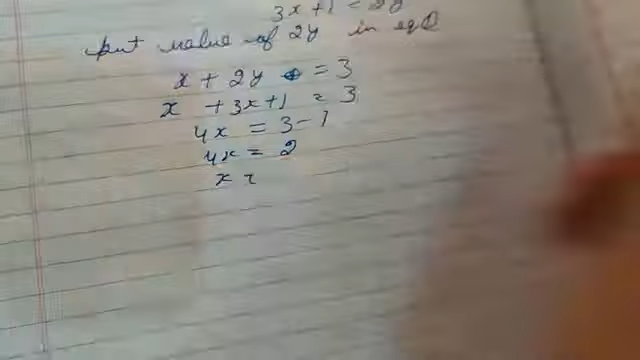 3x+1 = 2y
put value of 2y in eq①
x + 2y = 3
x + 3x+1 = 3
4x = 3-1
4x = 2
x =